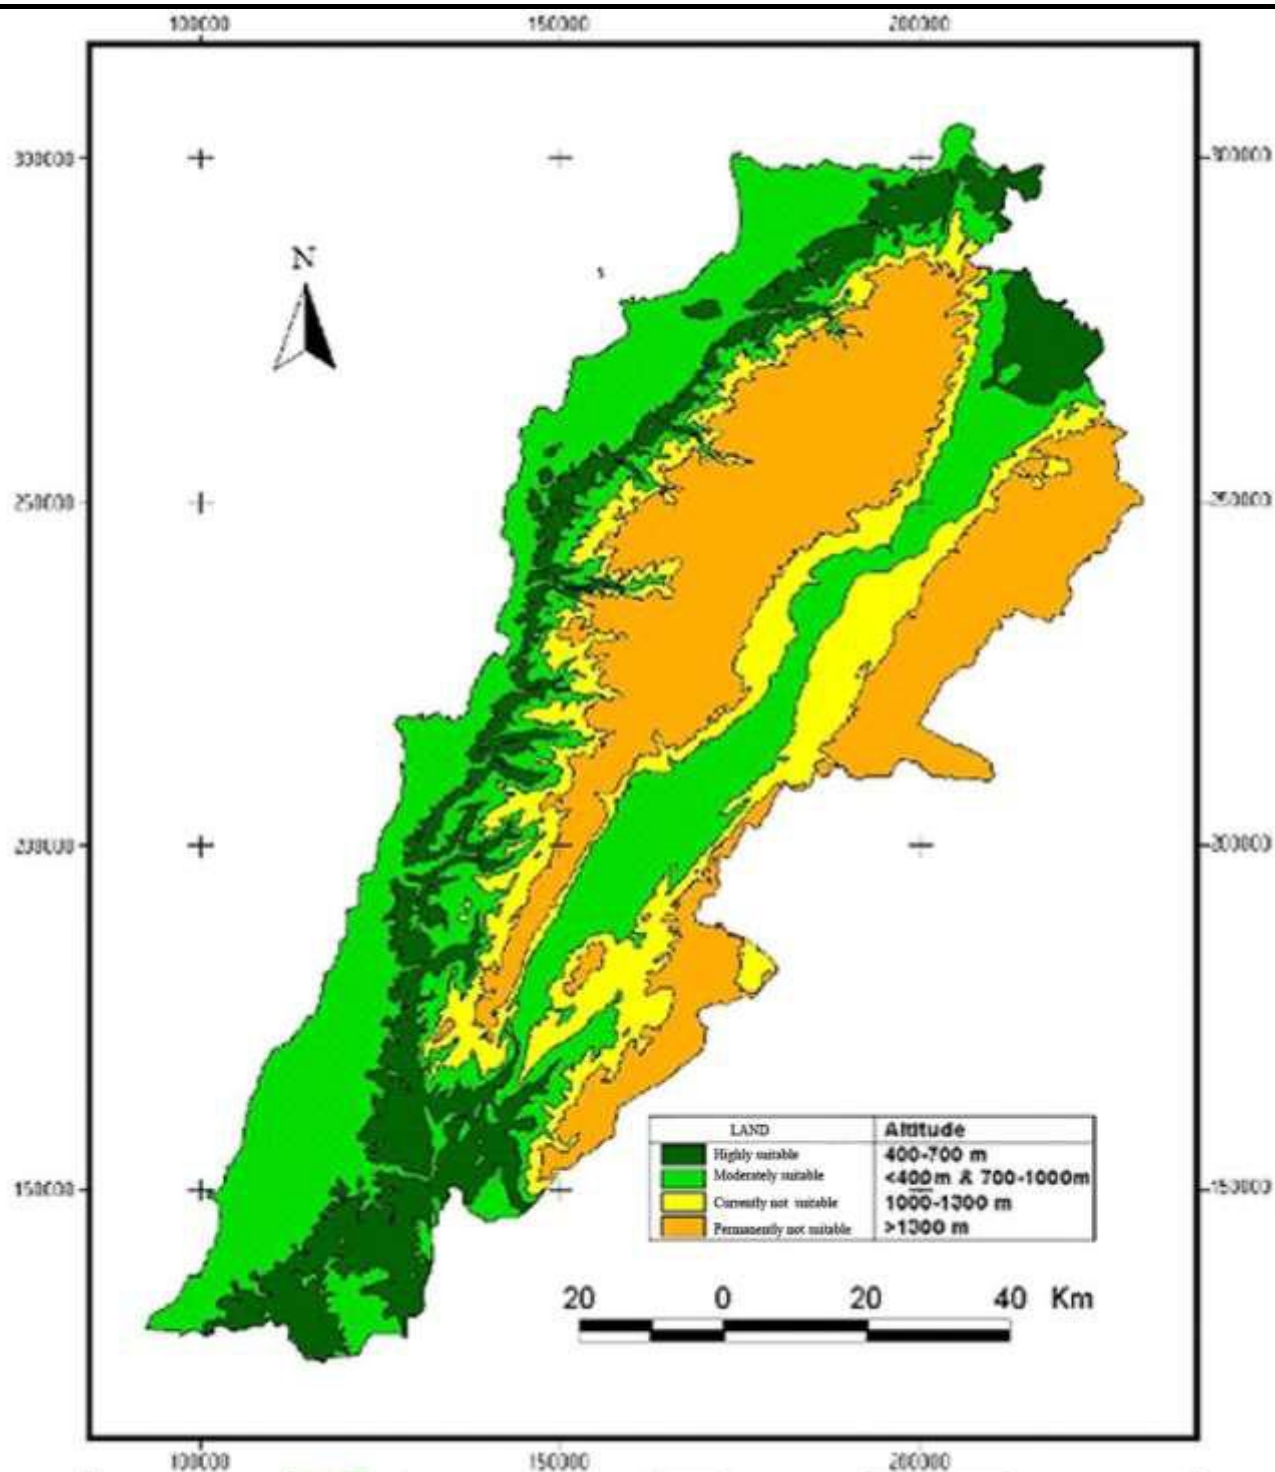 100000 150000 200000
300000 300000
N
s
250000 250000
200000 200000
LAND Altitude
Highly suitable 400-700 m
Moderately suitable <400m & 700-1000m
150000 150000
Currently not suitable 1000-1300 m
Permanently not suitable >1300 m
20 0 20 40 Km
100000 150000 200000